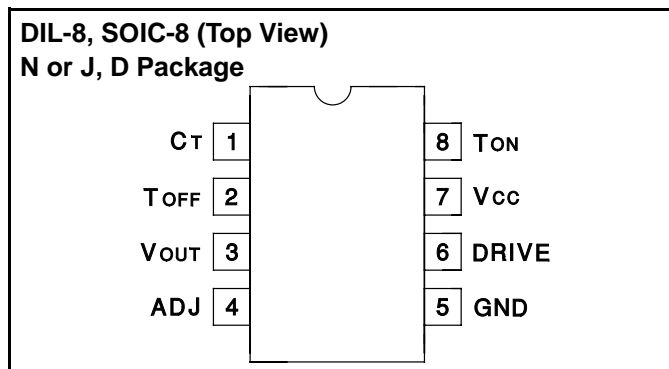 DIL-8, SOIC-8 (Top View)
N or J, D Package
CT 1 8 TON
TOFF 2 7 VCC
VOUT 3 6 DRIVE
ADJ 4 5 GND